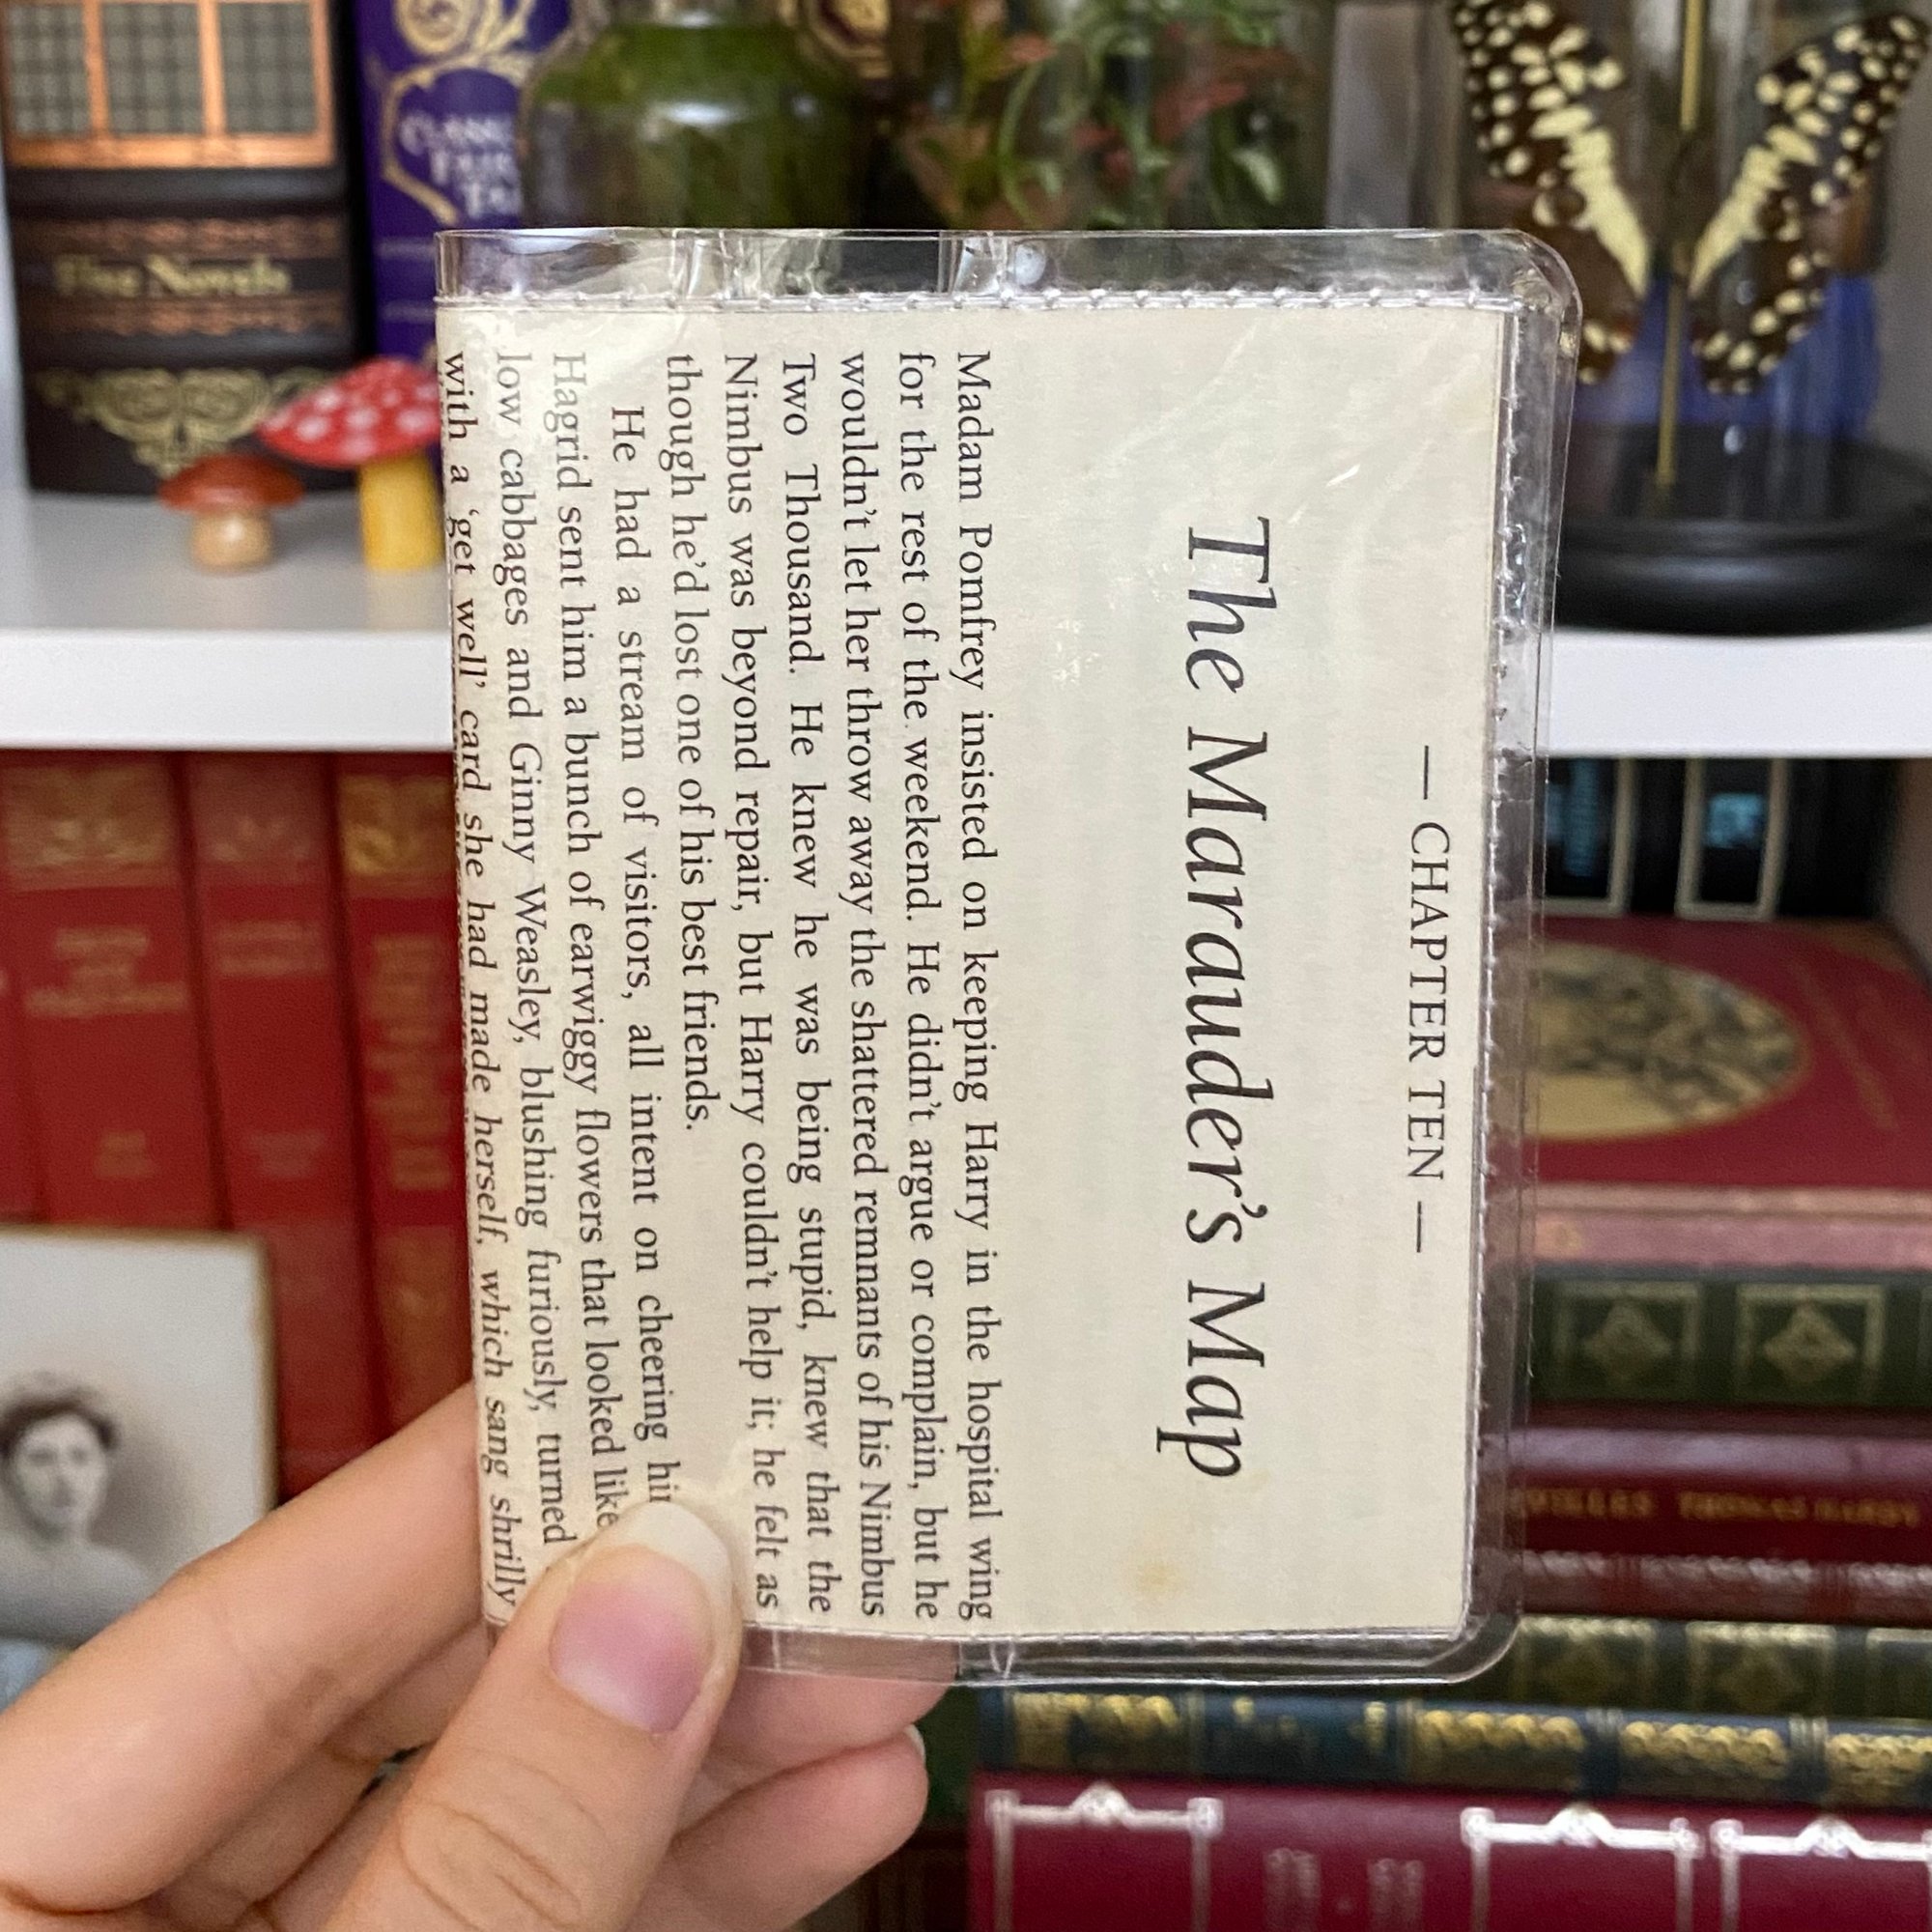 — CHAPTER TEN —
The Marauder's Map
Madam Pomfrey insisted on keeping Harry in the hospital wing
for the rest of the weekend. He didn't argue or complain, but he
wouldn't let her throw away the shattered remnants of his Nimbus
Two Thousand. He knew he was being stupid, knew that the
Nimbus was beyond repair, but Harry couldn't help it; he felt as
though he'd lost one of his best friends.
He had a stream of visitors, all intent on cheering
Hagrid sent him a bunch of earwiggy flowers that looked like
low cabbages and Ginny Weasley, blushing furiously, turned
with a 'get well' card she had made herself, which sang shrilly
Five Novels
THOMAS HARDY